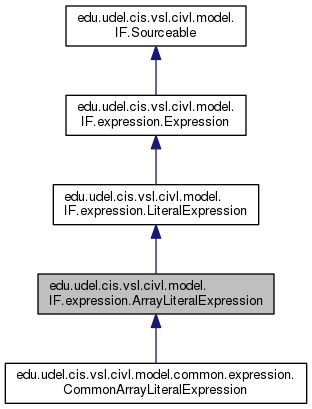 edu.udel.cis.vsl.civl.model.
IF.Sourceable
edu.udel.cis.vsl.civl.model.
IF.expression.Expression
edu.udel.cis.vsl.civl.model.
IF.expression.LiteralExpression
edu.udel.cis.vsl.civl.model.
IF.expression.ArrayLiteralExpression
edu.udel.cis.vsl.civl.model.common.expression.
CommonArrayLiteralExpression